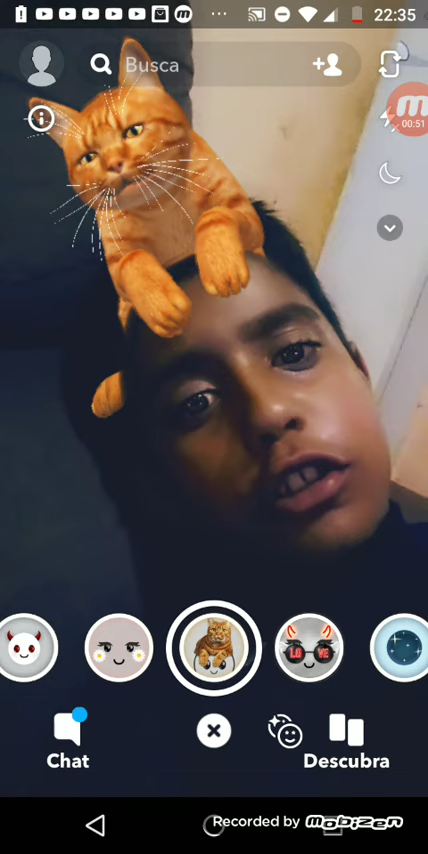 22:35
Busca
00:51
LO VE
Chat
Descubra
Recorded by Mobizen